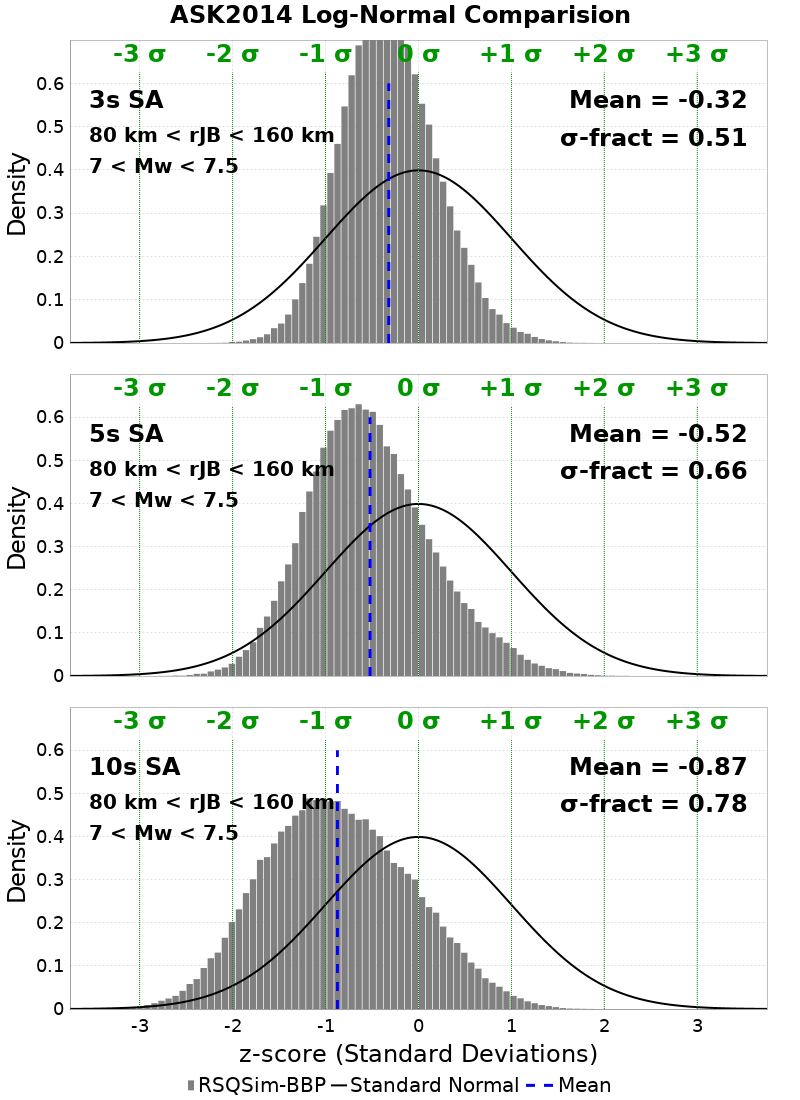 ASK2014 Log-Normal Comparision
-3 σ -2 σ -1 σ 0 σ +1 σ +2 σ +3 σ
3s SA
Mean = -0.32
80 km < rJB < 160 km
σ-fract = 0.51
7 < Mw < 7.5
0.6
0.5
0.4
0.3
0.2
0.1
0
Density
-3 σ -2 σ -1 σ 0 σ +1 σ +2 σ +3 σ
5s SA
Mean = -0.52
80 km < rJB < 160 km
σ-fract = 0.66
7 < Mw < 7.5
0.6
0.5
0.4
0.3
0.2
0.1
0
Density
-3 σ -2 σ -1 σ 0 σ +1 σ +2 σ +3 σ
10s SA
Mean = -0.87
80 km < rJB < 160 km
σ-fract = 0.78
7 < Mw < 7.5
0.6
0.5
0.4
0.3
0.2
0.1
0
Density
-3 -2 -1 0 1 2 3
z-score (Standard Deviations)
RSQSim-BBP Standard Normal Mean